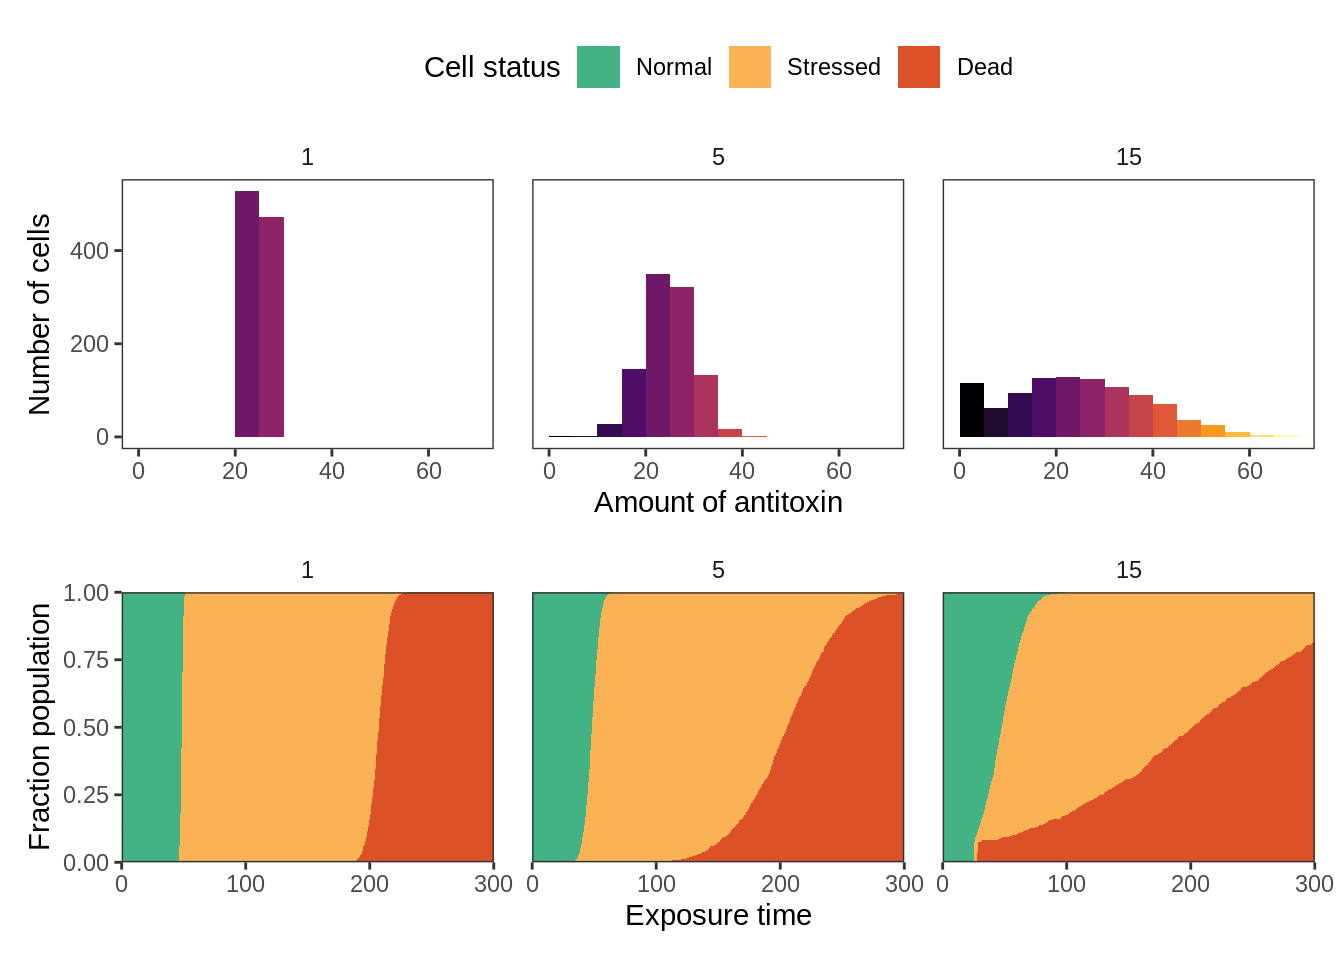 Cell status Normal Stressed Dead
1 5 15
Number of cells
400
200
0
0 20 40 60 0 20 40 60 0 20 40 60
Amount of antitoxin
1 5 15
Fraction population
1.00
0.75
0.50
0.25
0.00
0 100 200 300 0 100 200 300 0 100 200 300
Exposure time